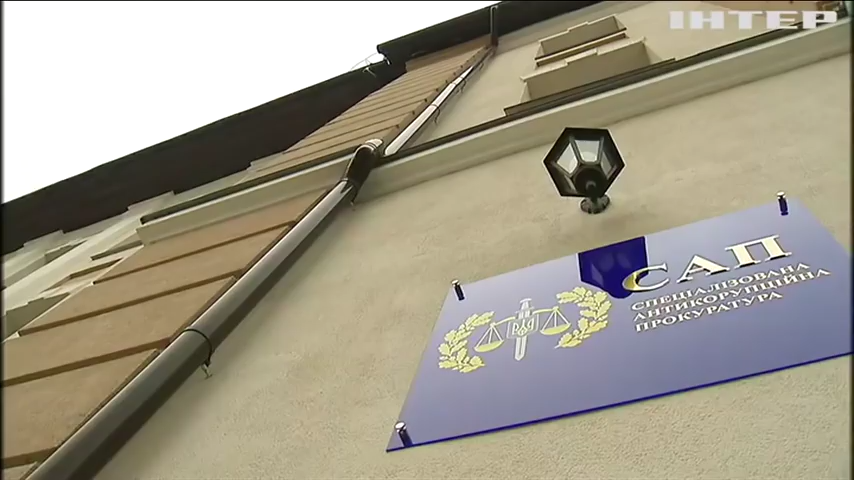 ІНТЕР
САП
СПЕЦІАЛІЗОВАНА
АНТИКОРУПЦІЙНА
ПРОКУРАТУРА